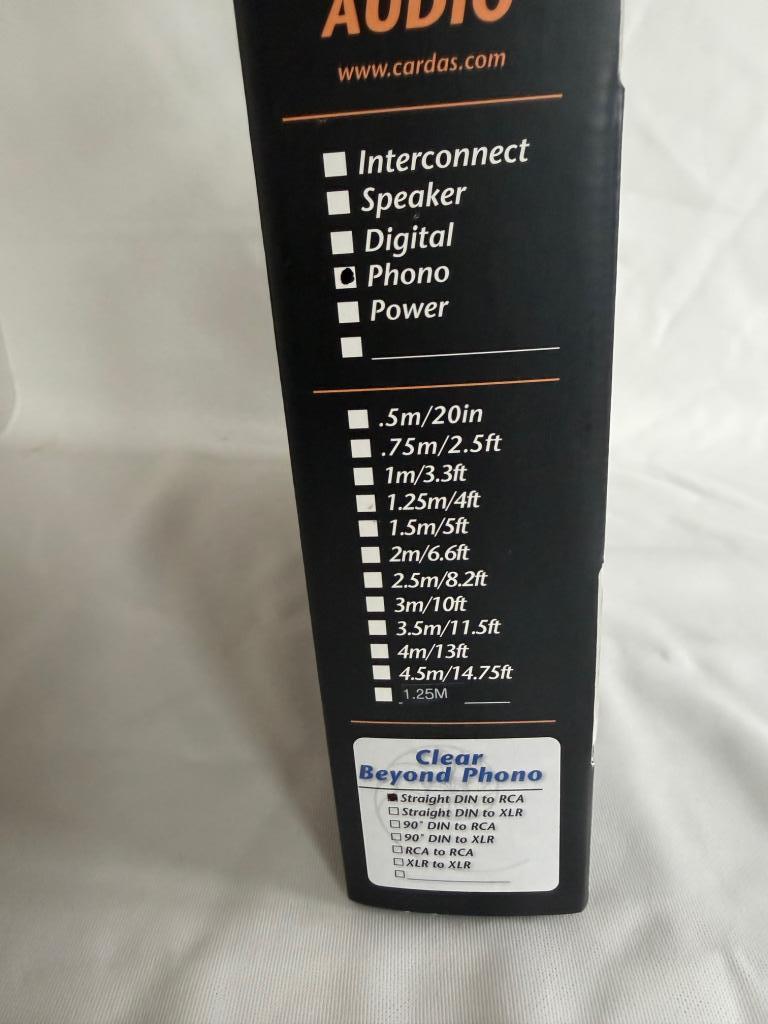 AUDIO
www.cardas.com
Interconnect
Speaker
Digital
Phono
Power
.5m/20in
.75m/2.5ft
1m/3.3ft
1.25m/4ft
1.5m/5ft
2m/6.6ft
2.5m/8.2ft
3m/10ft
3.5m/11.5ft
4m/13ft
4.5m/14.75ft
1.25M
Clear
Beyond Phono
Straight DIN to RCA
Straight DIN to XLR
90° DIN to RCA
90° DIN to XLR
RCA to RCA
XLR to XLR